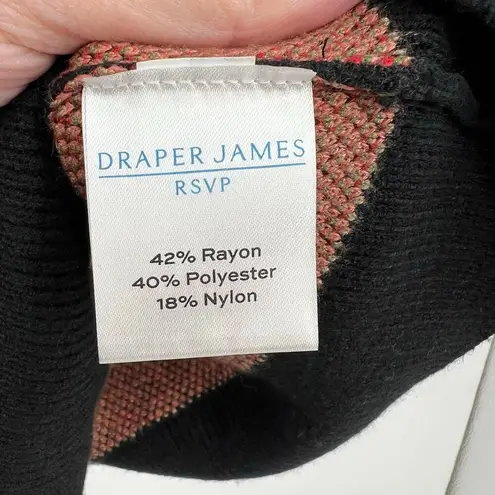 DRAPER JAMES
RSVP
42% Rayon
40% Polyester
18% Nylon